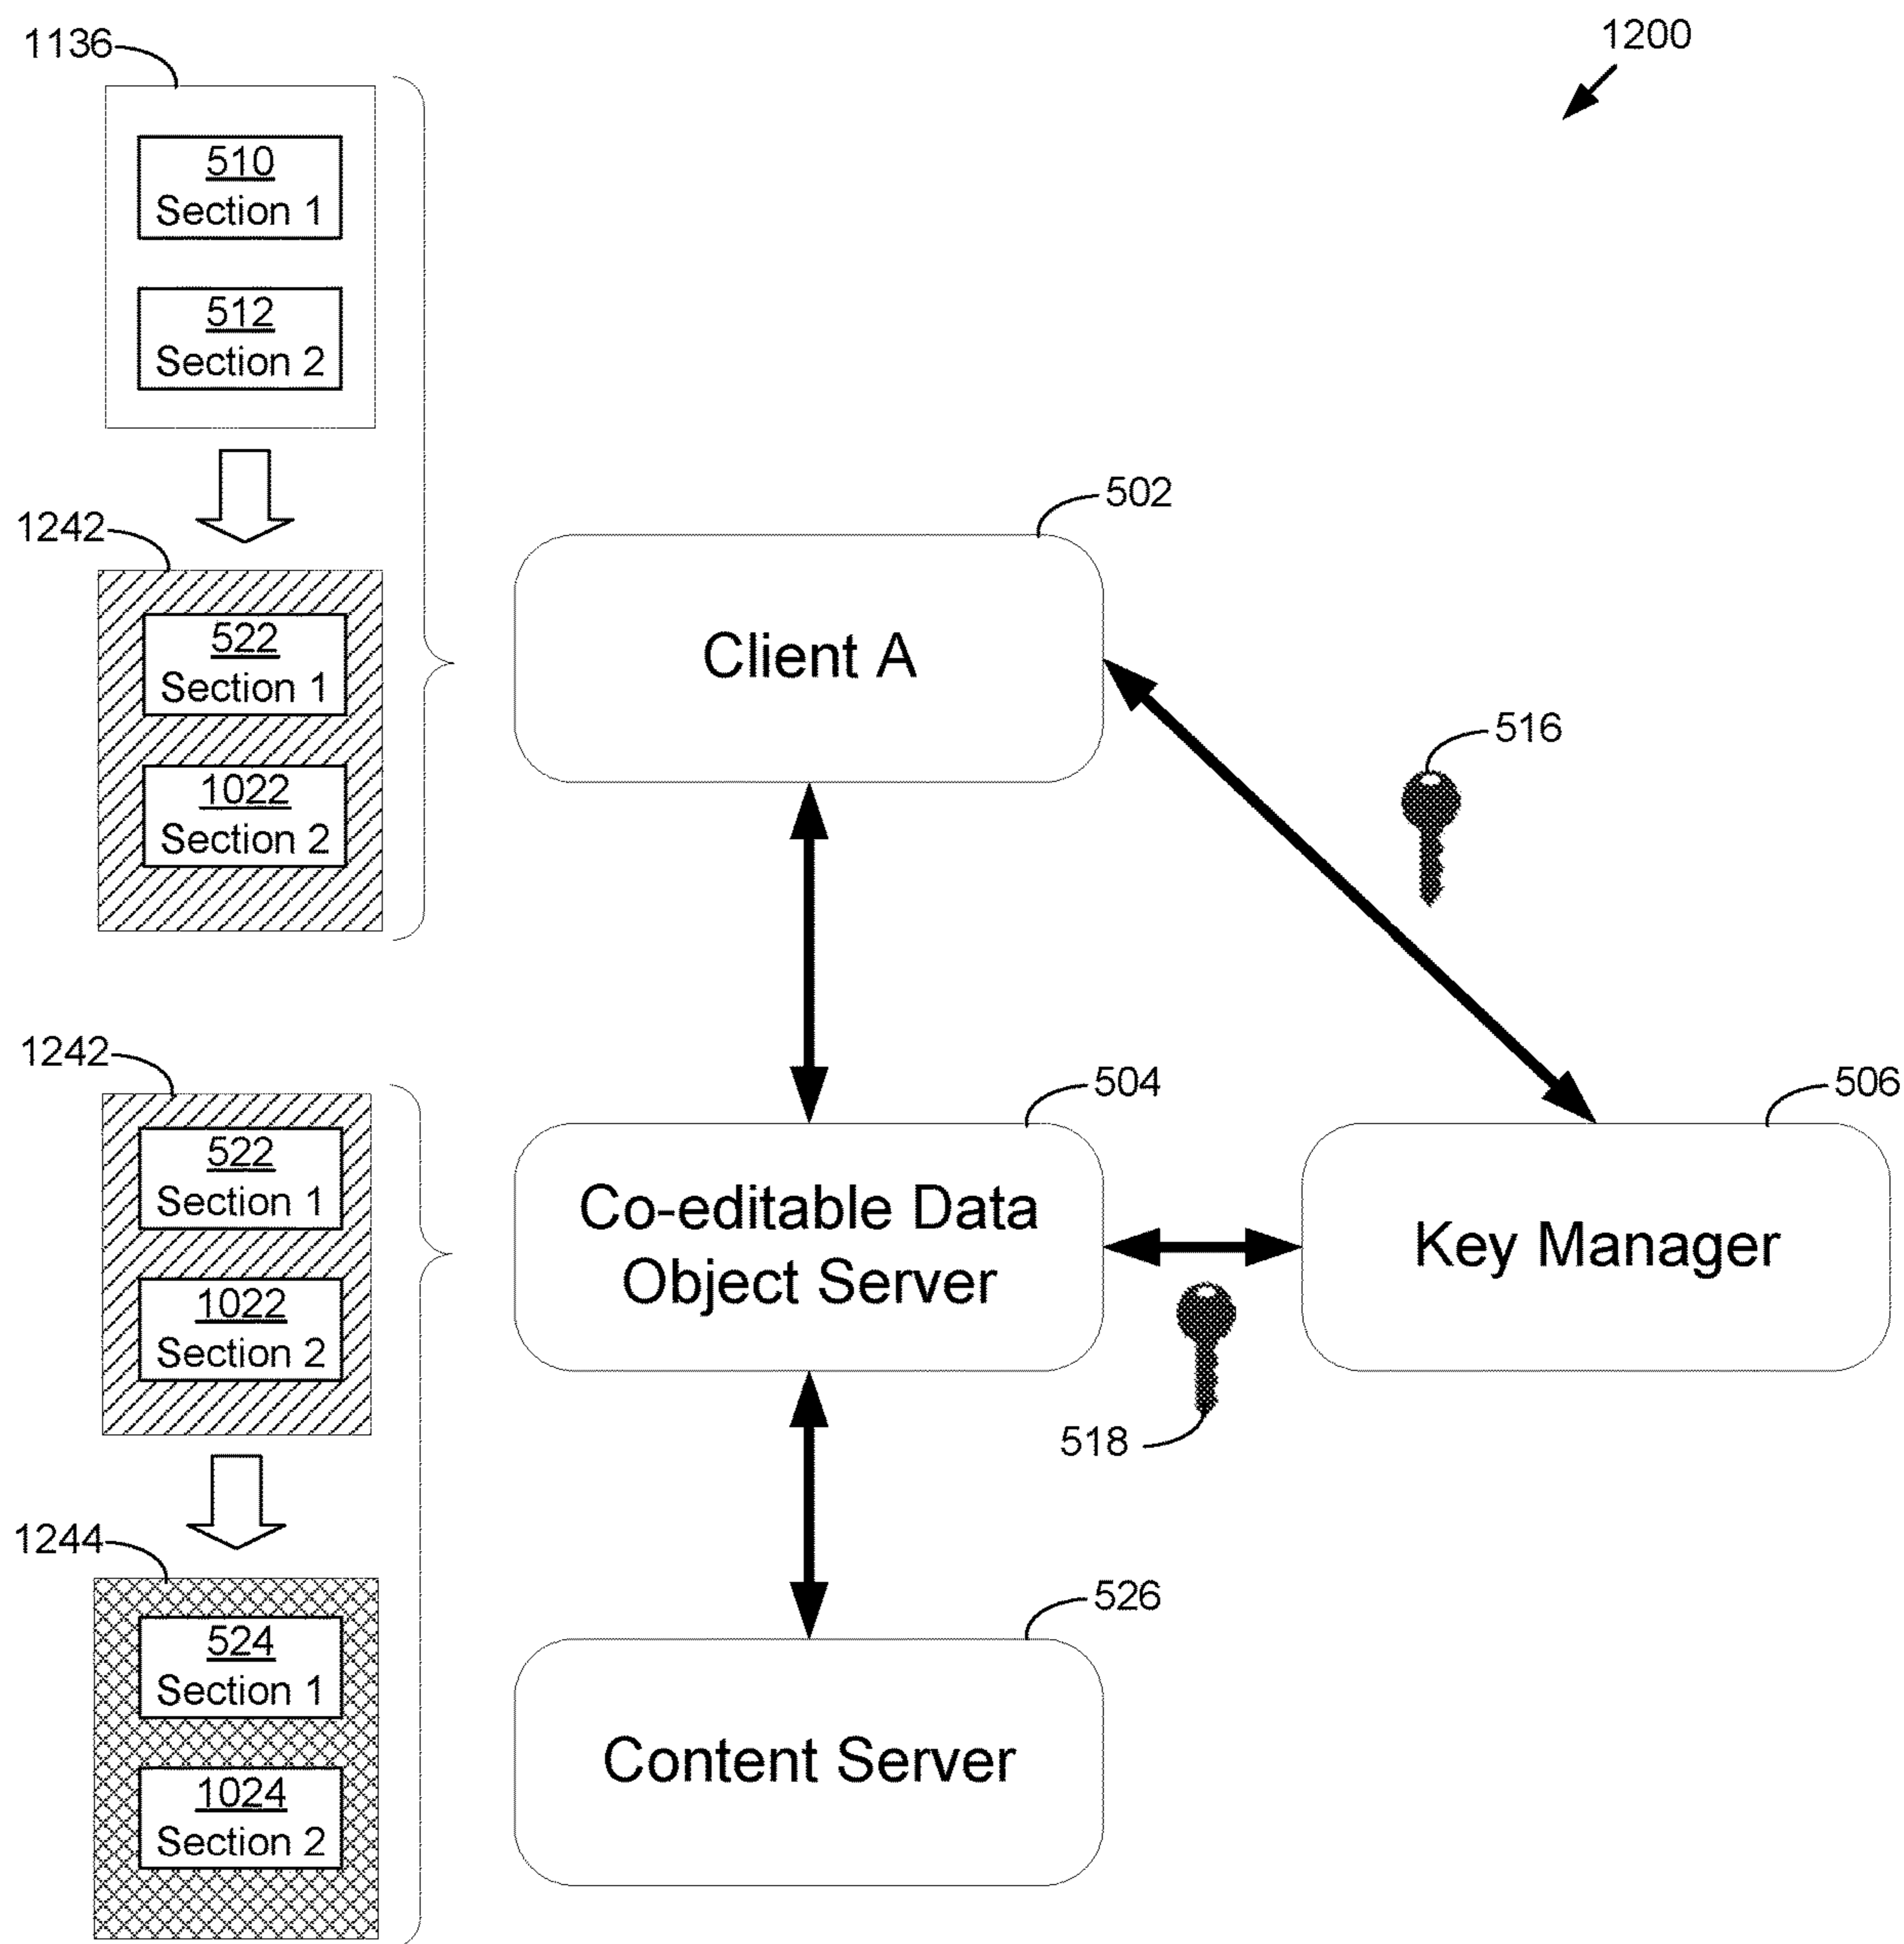 1136
1200
510
Section 1
512
Section 2
1242
522
Section 1
1022
Section 2
502
Client A
516
1242
522
Section 1
1022
Section 2
504
Co-editable Data
Object Server
506
Key Manager
518
1244
524
Section 1
1024
Section 2
526
Content Server